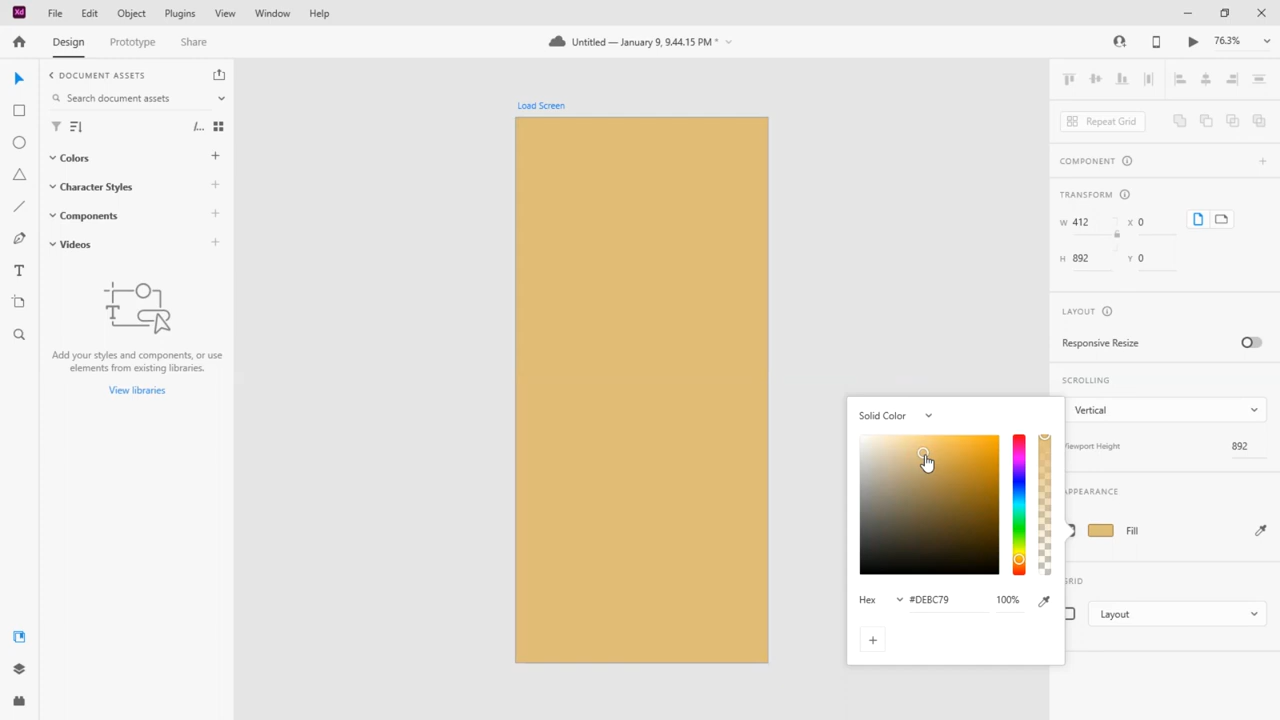 Xd File Edit Object Plugins View Window Help
Design Prototype Share Untitled — January 9, 9.44.15 PM * 76.3%
DOCUMENT ASSETS
Search document assets
/...
Colors
Character Styles
Components
Videos
T
Add your styles and components, or use
elements from existing libraries.
View libraries
Load Screen
Repeat Grid
COMPONENT
TRANSFORM
W 412 X 0
H 892 Y 0
LAYOUT
Responsive Resize
SCROLLING
Vertical
Viewport Height 892
APPEARANCE
Fill
GRID
Layout
Solid Color
Hex #DEBC79 100%